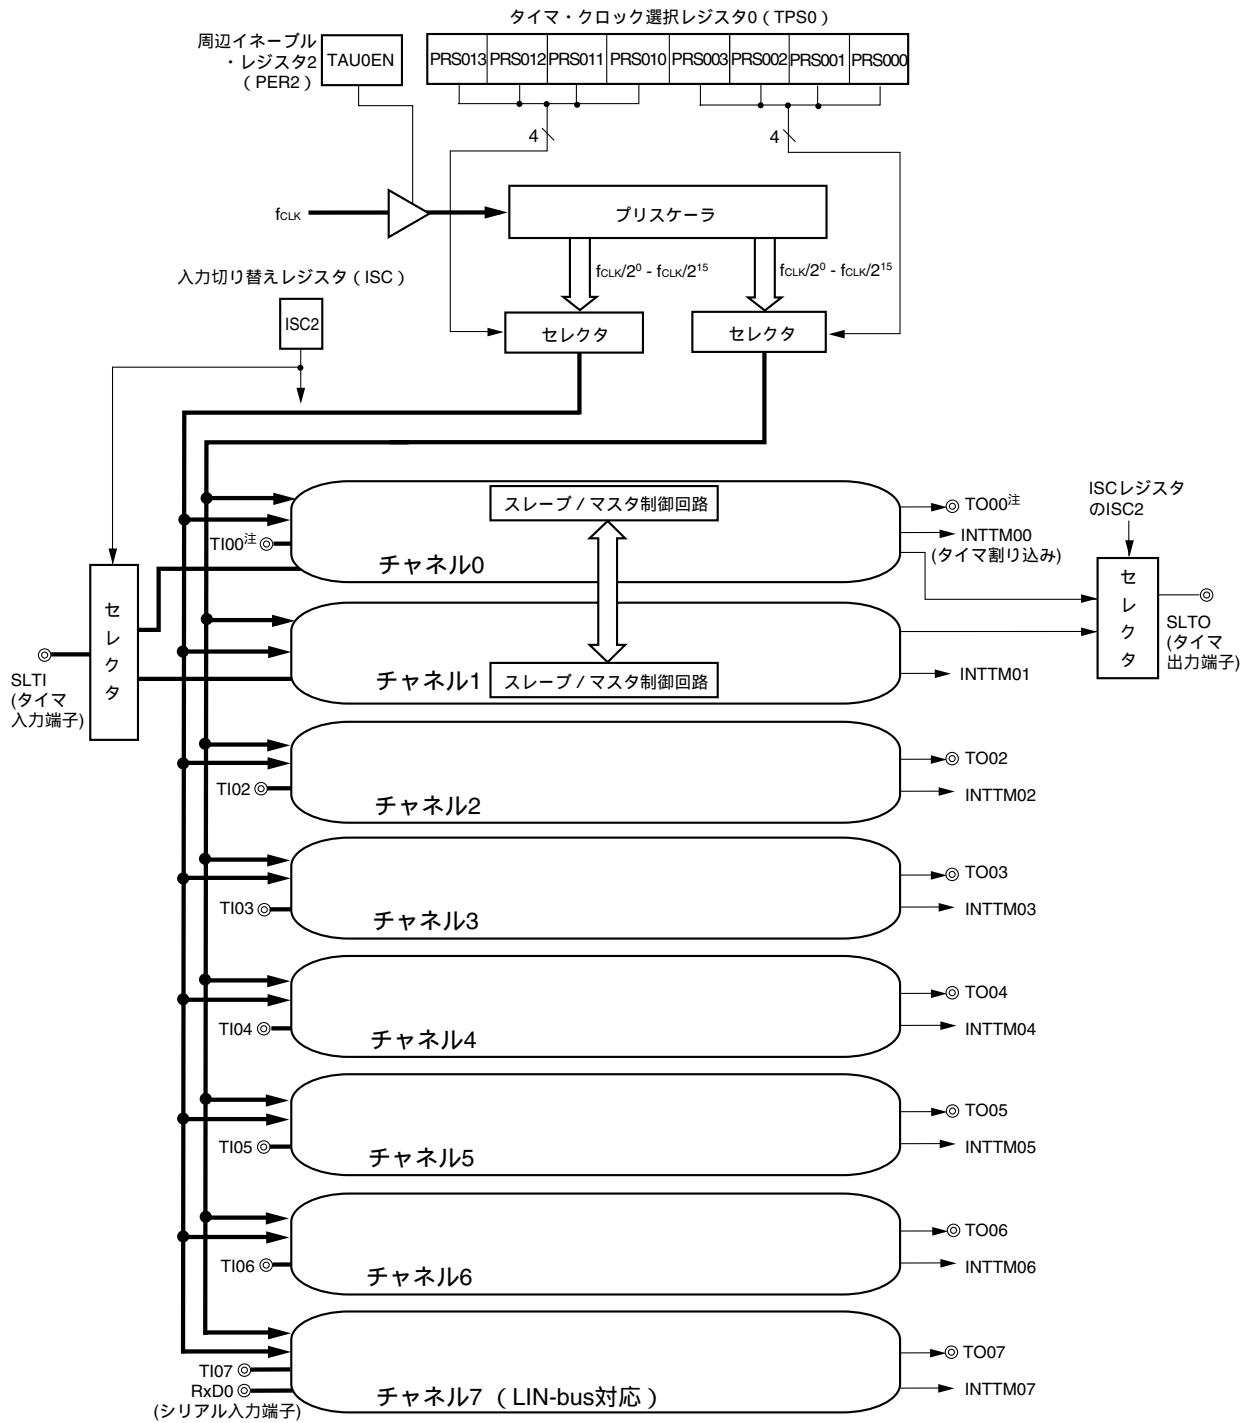 タイマ・クロック選択レジスタ0（TPS0）
周辺イネーブル
・レジスタ2
（PER2）
TAU0EN
PRS013 PRS012 PRS011 PRS010 PRS003 PRS002 PRS001 PRS000
4
4
fCLK
プリスケーラ
fCLK/2⁰ - fCLK/2¹⁵
fCLK/2⁰ - fCLK/2¹⁵
入力切り替えレジスタ（ISC）
ISC2
セレクタ
セレクタ
スレーブ／マスタ制御回路
TI00注
チャネル0
TO00注
INTTM00
(タイマ割り込み)
ISCレジスタ
のISC2
セレクタ
SLTI
(タイマ
入力端子)
チャネル1
スレーブ／マスタ制御回路
INTTM01
セレクタ
SLTO
(タイマ
出力端子)
TI02
チャネル2
TO02
INTTM02
TI03
チャネル3
TO03
INTTM03
TI04
チャネル4
TO04
INTTM04
TI05
チャネル5
TO05
INTTM05
TI06
チャネル6
TO06
INTTM06
TI07
RxD0
(シリアル入力端子)
チャネル7（LIN-bus対応）
TO07
INTTM07